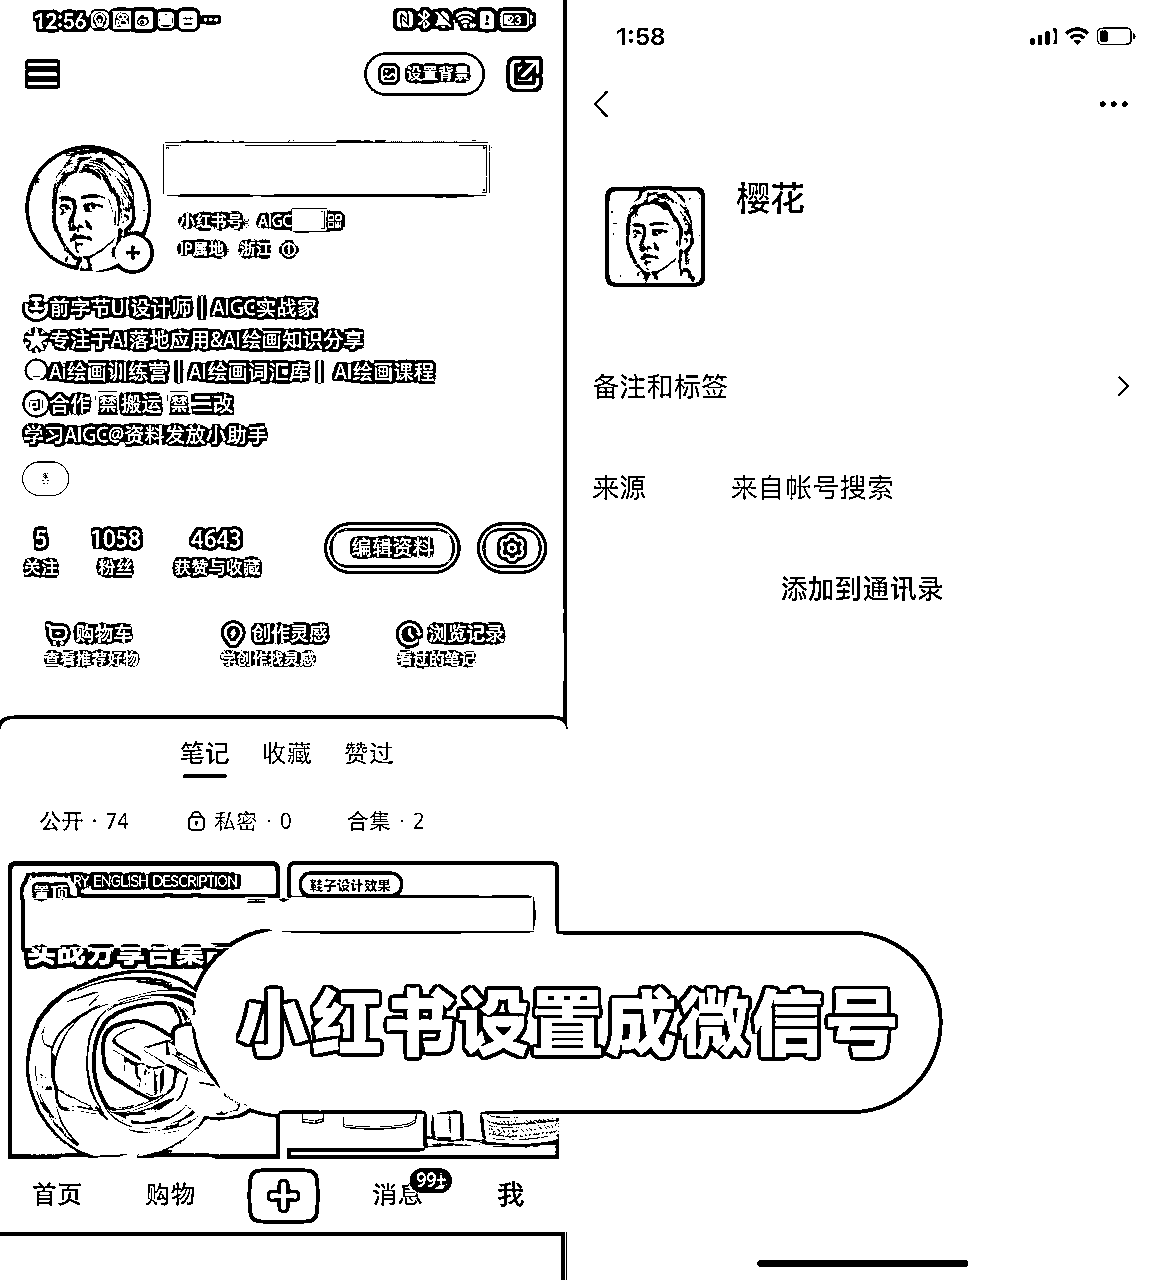 12:56
23
设置背景
小红书号: AIGC
IP属地 浙江
前字节UI设计师 || AIGC实战家
专注于AI落地应用&AI绘画知识分享
AI绘画训练营 || AI绘画词汇库 || AI绘画课程
合作 禁搬运 禁二改
学习AIGC@资料发放小助手
5 1058 4643
关注 粉丝 获赞与收藏
编辑资料
购物车 创作灵感 浏览记录
查看推荐好物 学创作找灵感 看过的笔记
笔记 收藏 赞过
公开 · 74 私密 · 0 合集 · 2
置顶
RY ENGLISH DESCRIPTION
鞋子设计效果
实战分享合集
首页 购物 消息 99+ 我
1:58
樱花
备注和标签
来源 来自帐号搜索
添加到通讯录
小红书设置成微信号